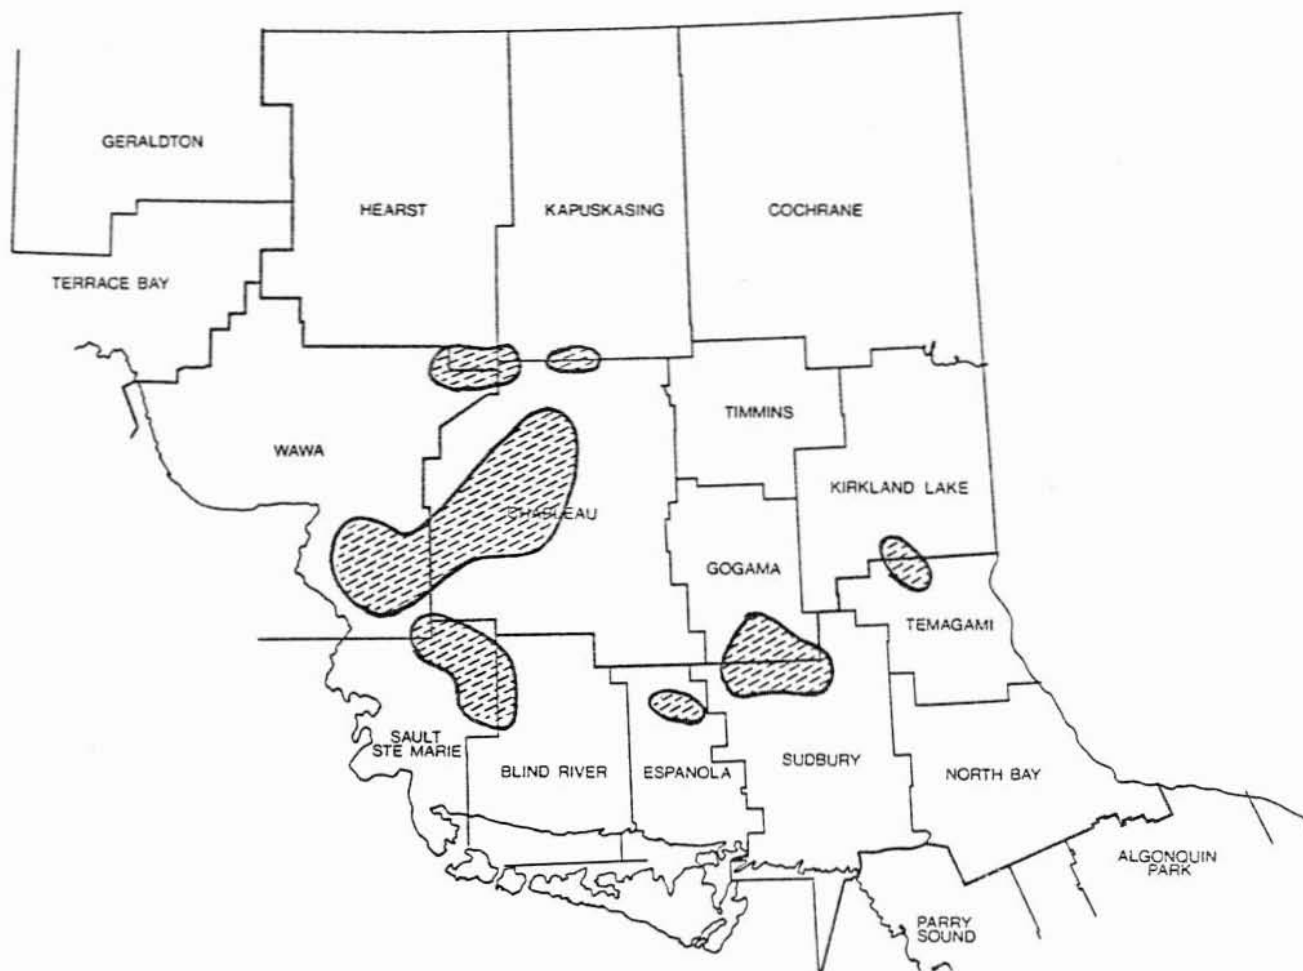 GERALDTON
HEARST
KAPUSKASING
COCHRANE
TERRACE BAY
TIMMINS
WAWA
KIRKLAND LAKE
CHAPLEAU
GOGAMA
TEMAGAMI
SAULT
STE MARIE
BLIND RIVER
ESPANOLA
SUDBURY
NORTH BAY
ALGONQUIN
PARK
PARRY
SOUND